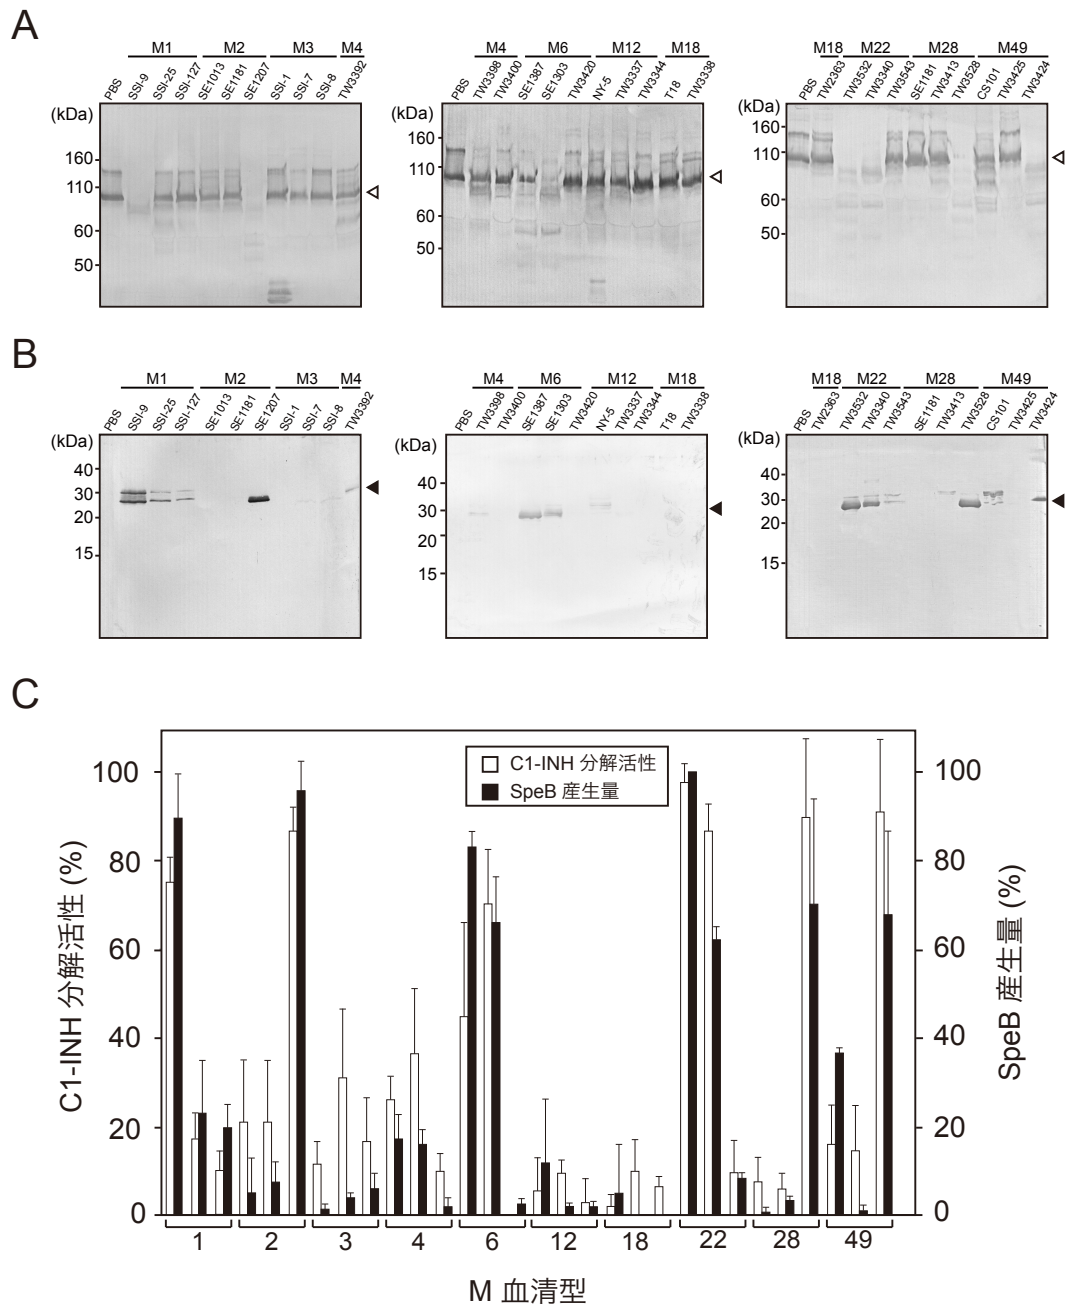 A
M1 M2 M3 M4
PBS SSI-9 SSI-25 SSI-127 SE1013 SE1181 SE1207 SSI-1 SSI-7 SSI-8 TW3392
(kDa)
160
110
60
50
M4 M6 M12 M18
PBS TW3398 TW3400 SE1387 SE1303 TW3420 NY-5 TW3337 TW3344 T18 TW3338
(kDa)
160
110
60
50
M18 M22 M28 M49
PBS TW2363 TW3532 TW3340 TW3543 SE1181 TW3413 TW3528 CS101 TW3425 TW3424
(kDa)
160
110
60
50
B
M1 M2 M3 M4
PBS SSI-9 SSI-25 SSI-127 SE1013 SE1181 SE1207 SSI-1 SSI-7 SSI-8 TW3392
(kDa)
40
30
20
15
M4 M6 M12 M18
PBS TW3398 TW3400 SE1387 SE1303 TW3420 NY-5 TW3337 TW3344 T18 TW3338
(kDa)
40
30
20
15
M18 M22 M28 M49
PBS TW2363 TW3532 TW3340 TW3543 SE1181 TW3413 TW3528 CS101 TW3425 TW3424
(kDa)
40
30
20
15
C
C1-INH 分解活性 (%)
100
80
60
40
20
0
C1-INH 分解活性
SpeB 産生量
100
80
60
40
20
0
SpeB 産生量 (%)
1 2 3 4 6 12 18 22 28 49
M 血清型